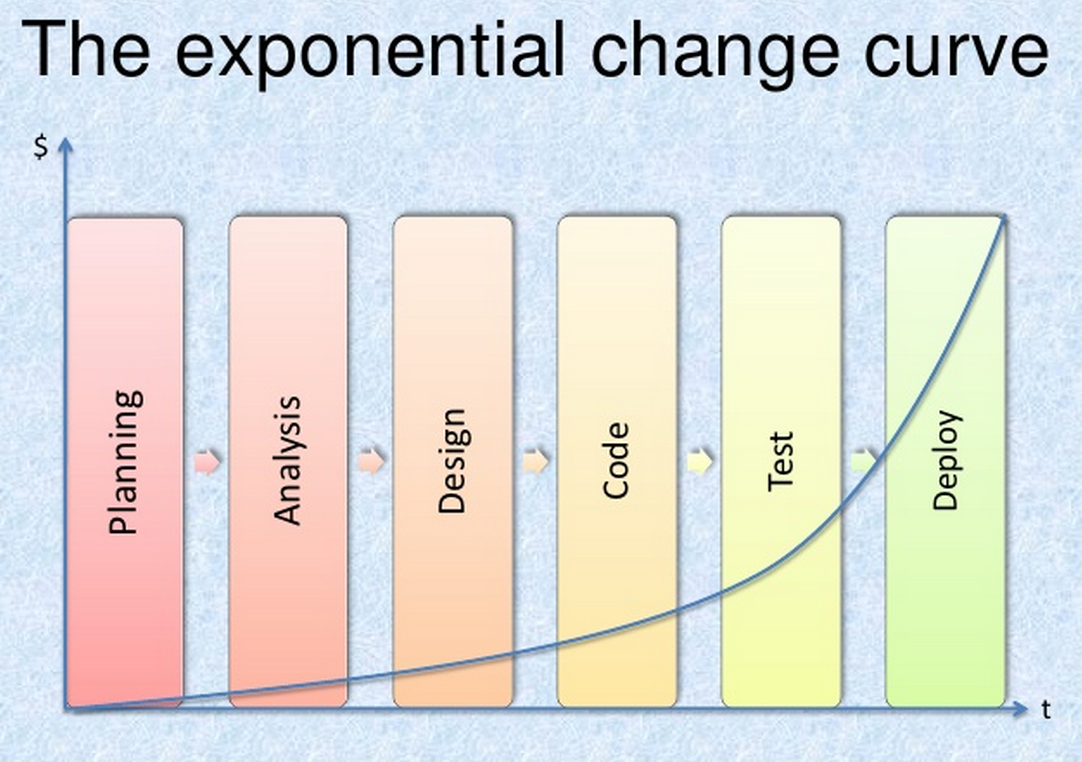 The exponential change curve
$
Planning
Analysis
Design
Code
Test
Deploy
t